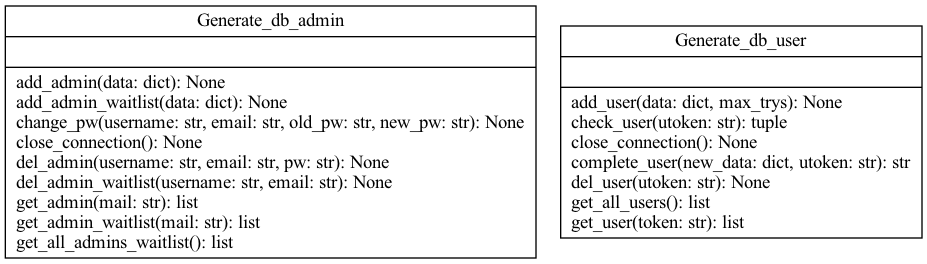 Generate_db_admin
add_admin(data: dict): None
add_admin_waitlist(data: dict): None
change_pw(username: str, email: str, old_pw: str, new_pw: str): None
close_connection(): None
del_admin(username: str, email: str, pw: str): None
del_admin_waitlist(username: str, email: str): None
get_admin(mail: str): list
get_admin_waitlist(mail: str): list
get_all_admins_waitlist(): list
Generate_db_user
add_user(data: dict, max_trys): None
check_user(utoken: str): tuple
close_connection(): None
complete_user(new_data: dict, utoken: str): str
del_user(utoken: str): None
get_all_users(): list
get_user(token: str): list